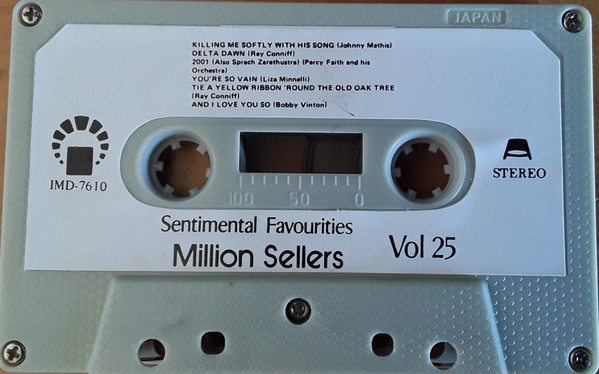 JAPAN
KILLING ME SOFTLY WITH HIS SONG (Johnny Mathis)
DELTA DAWN (Ray Conniff)
2001 (Also Sprach Zarathustra) (Percy Faith and his
Orchestra)
YOU'RE SO VAIN (Liza Minnelli)
TIE A YELLOW RIBBON 'ROUND THE OLD OAK TREE
(Ray Conniff)
AND I LOVE YOU SO (Bobby Vinton)
IMD-7610
STEREO
100 50 0
Sentimental Favourities
Million Sellers
Vol 25